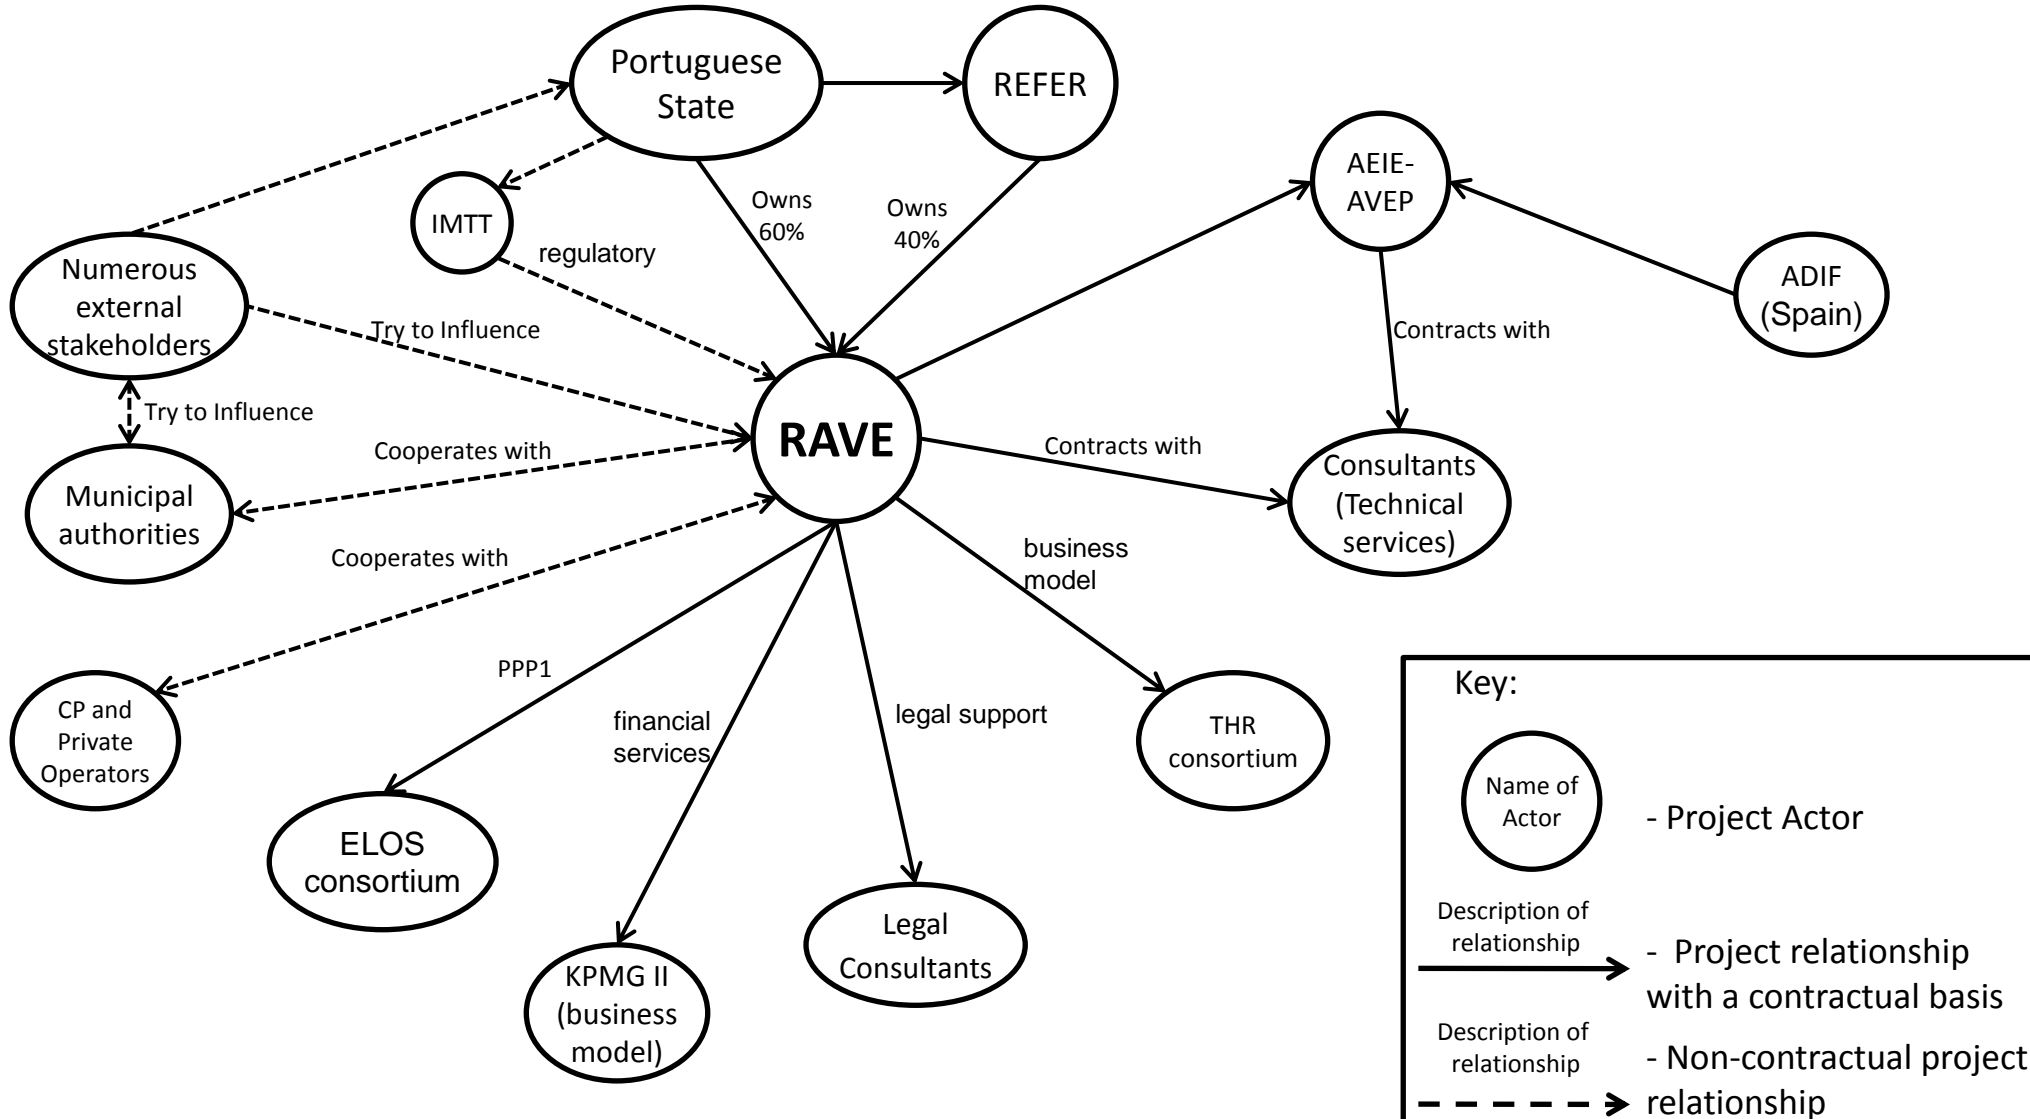 Portuguese
State
REFER
AEIE-
AVEP
IMTT
Owns
60%
Owns
40%
regulatory
Numerous
external
stakeholders
ADIF
(Spain)
Try to Influence
Contracts with
Try to Influence
RAVE
Cooperates with
Contracts with
Municipal
authorities
Consultants
(Technical
services)
Cooperates with
business
model
PPP1
CP and
Private
Operators
financial
services
legal support
THR
consortium
ELOS
consortium
Legal
Consultants
KPMG II
(business
model)
Key:
Name of
Actor
- Project Actor
Description of
relationship
- Project relationship
with a contractual basis
Description of
relationship
- Non-contractual project
relationship